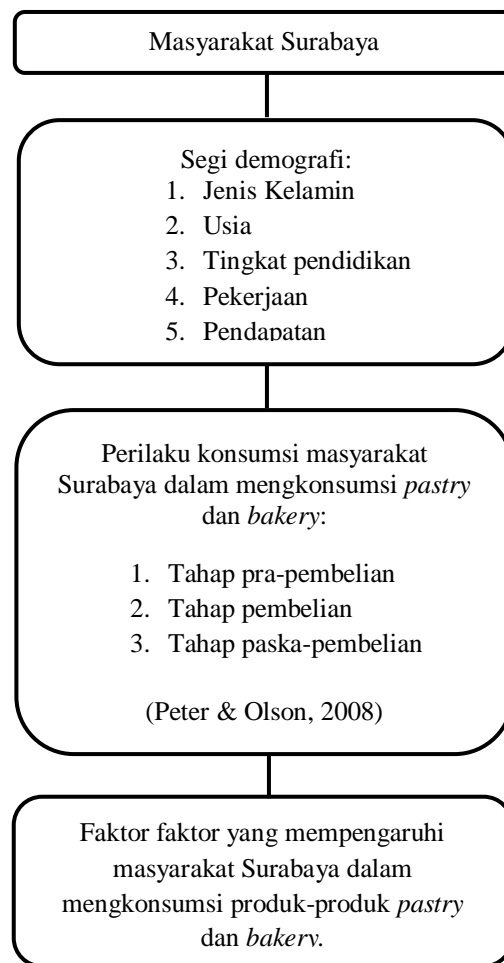 Masyarakat Surabaya
Segi demografi:
1. Jenis Kelamin
2. Usia
3. Tingkat pendidikan
4. Pekerjaan
5. Pendapatan
Perilaku konsumsi masyarakat
Surabaya dalam mengkonsumsi pastry
dan bakery:
1. Tahap pra-pembelian
2. Tahap pembelian
3. Tahap paska-pembelian
(Peter & Olson, 2008)
Faktor faktor yang mempengaruhi
masyarakat Surabaya dalam
mengkonsumsi produk-produk pastry
dan bakery.